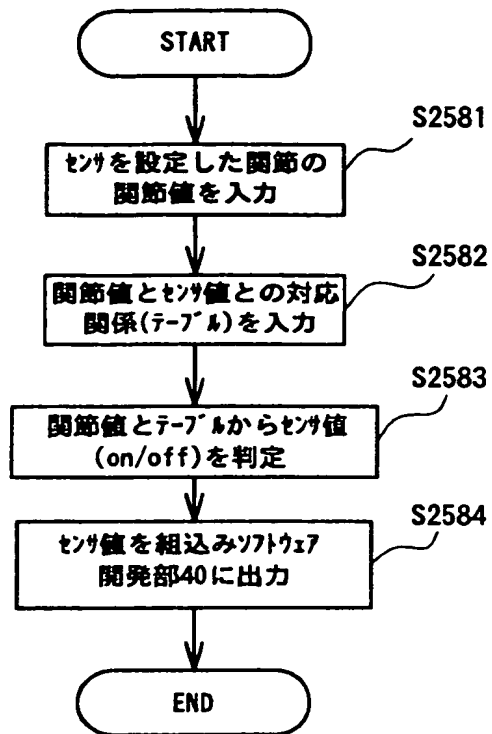 START
S2581
ｾﾝｻを設定した関節の
関節値を入力
S2582
関節値とｾﾝｻ値との対応
関係(ﾃｰﾌﾞﾙ)を入力
S2583
関節値とﾃｰﾌﾞﾙからｾﾝｻ値
(on/off)を判定
S2584
ｾﾝｻ値を組込みｿﾌﾄｳｪｱ
開発部40に出力
END